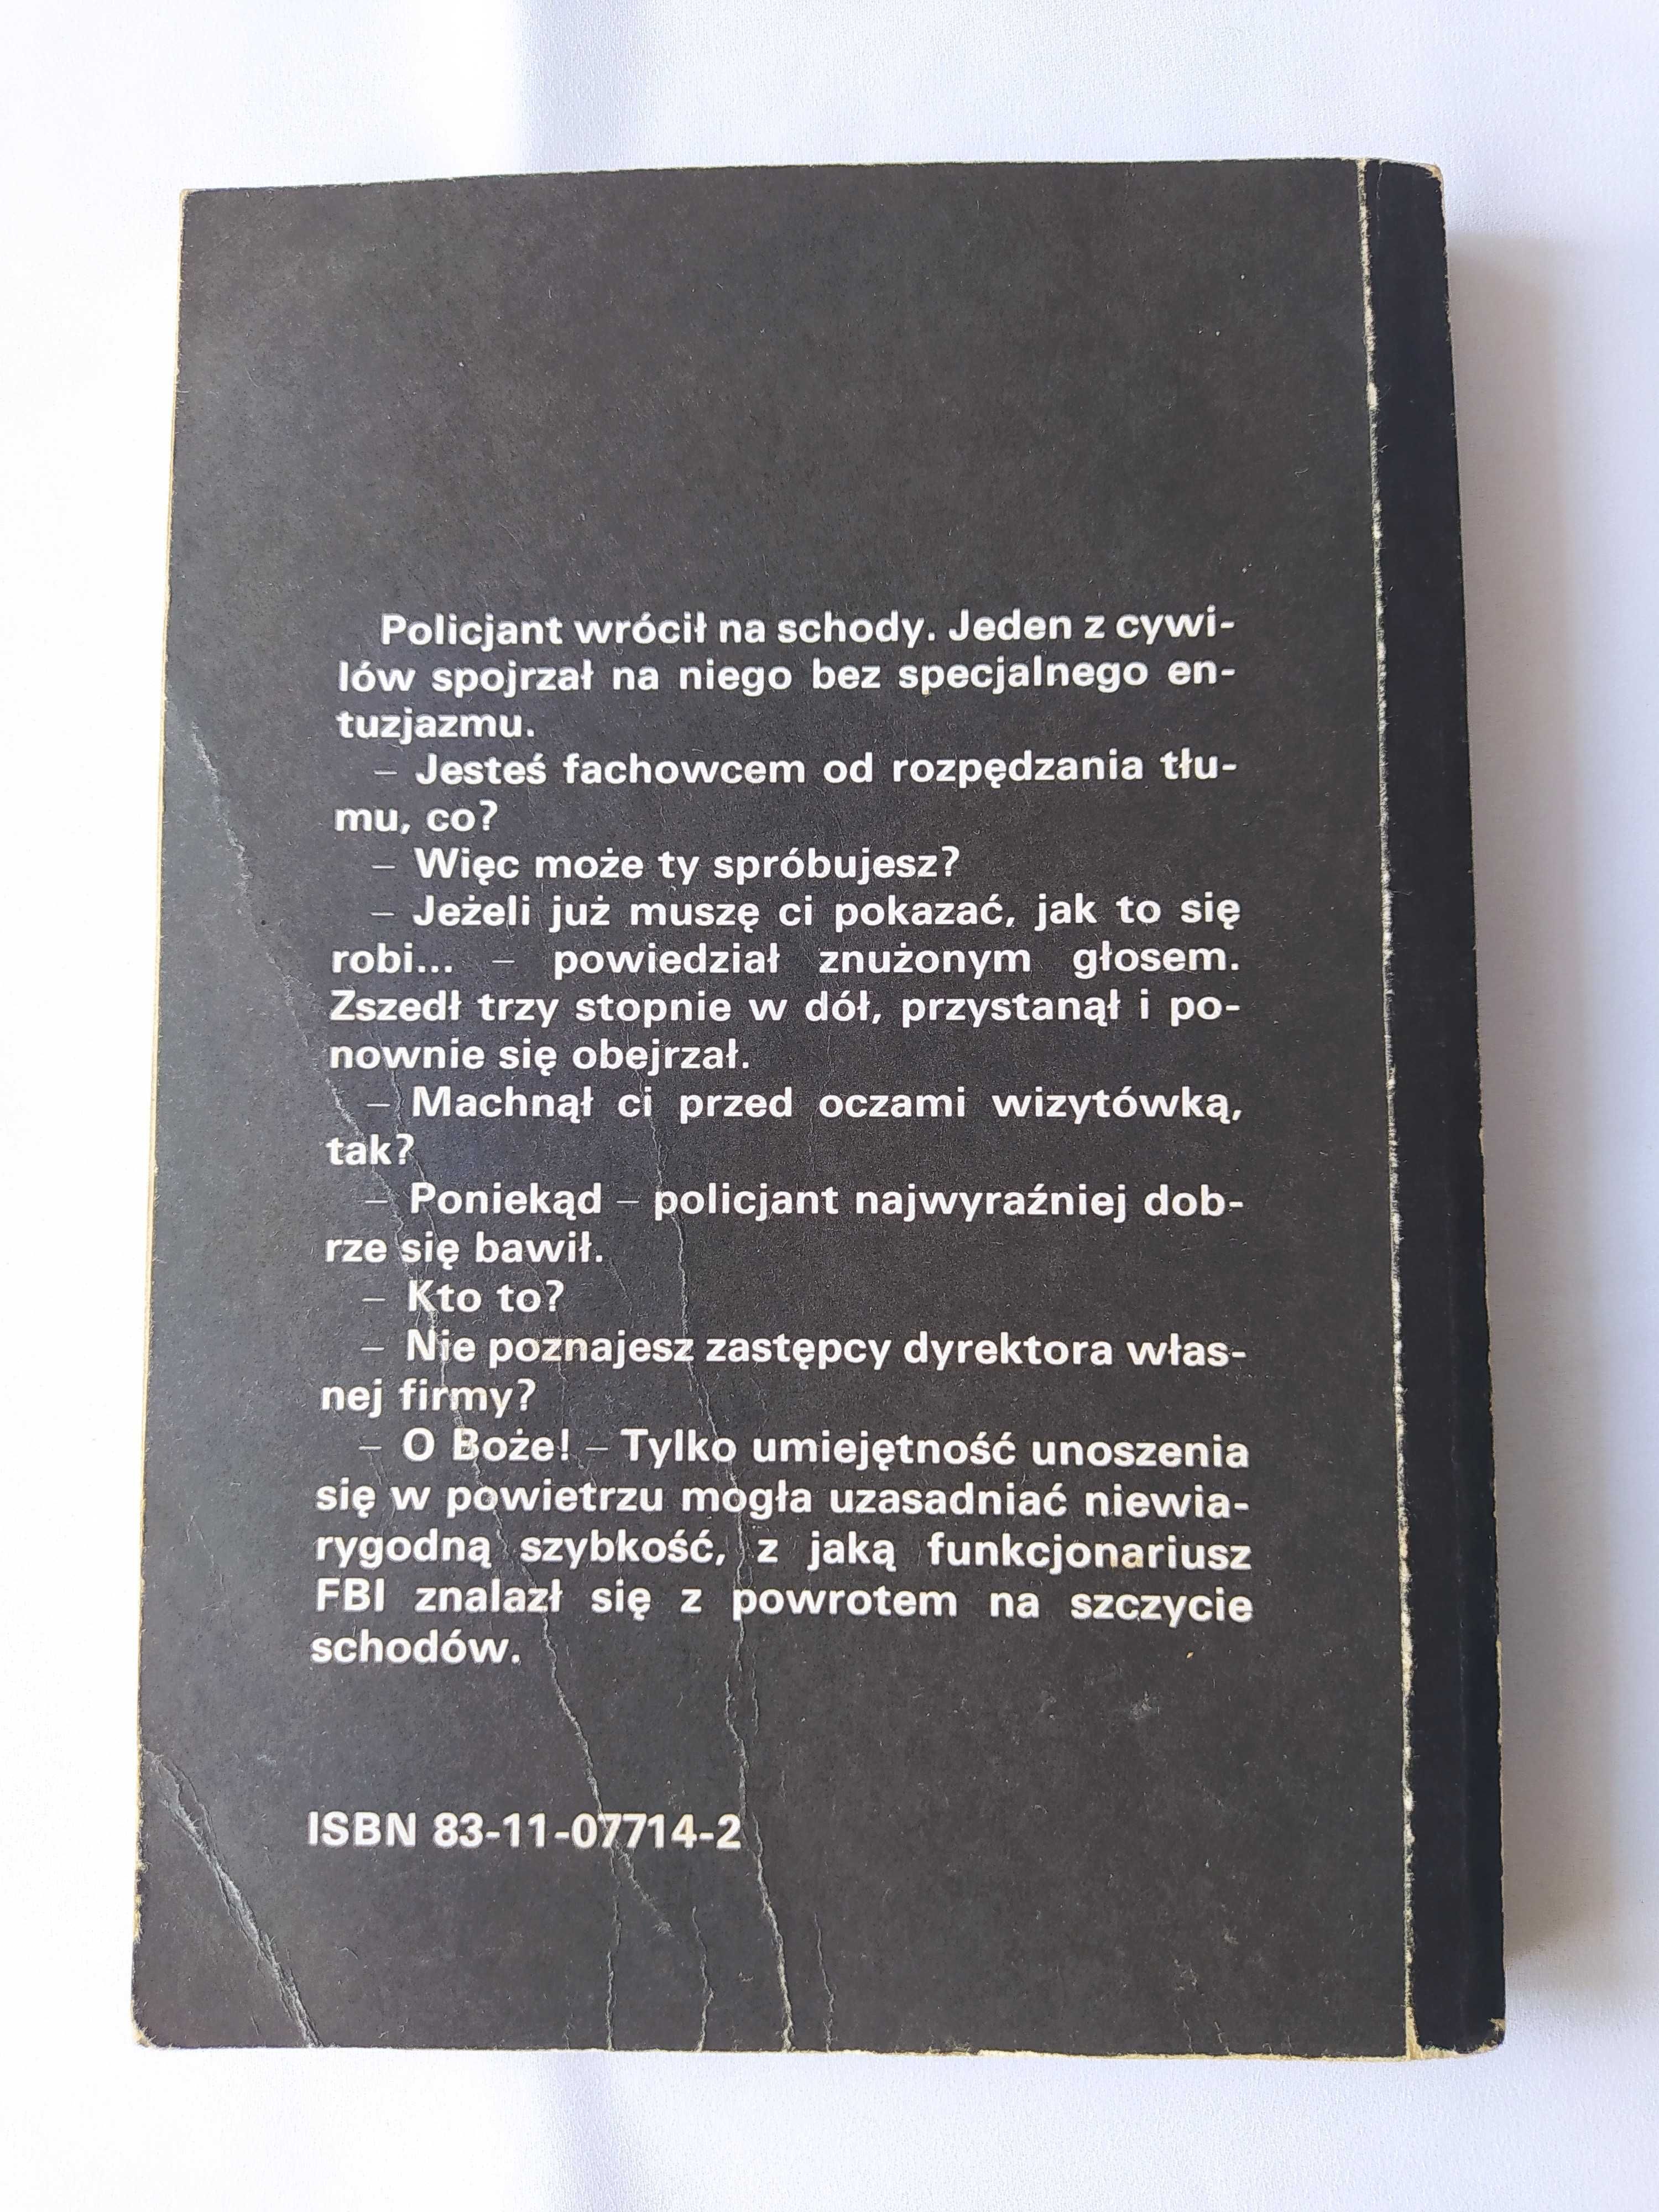 Policjant wrócił na schody. Jeden z cywi-
lów spojrzał na niego bez specjalnego en-
tuzjazmu.
– Jesteś fachowcem od rozpędzania tłu-
mu, co?
– Więc może ty spróbujesz?
– Jeżeli już muszę ci pokazać, jak to się
robi... – powiedział znużonym głosem.
Zszedł trzy stopnie w dół, przystanął i po-
nownie się obejrzał.
– Machnął ci przed oczami wizytówką,
tak?
– Poniekąd – policjant najwyraźniej dob-
rze się bawił.
– Kto to?
– Nie poznajesz zastępcy dyrektora włas-
nej firmy?
– O Boże! – Tylko umiejętność unoszenia
się w powietrzu mogła uzasadniać niewia-
rygodną szybkość, z jaką funkcjonariusz
FBI znalazł się z powrotem na szczycie
schodów.
ISBN 83-11-07714-2